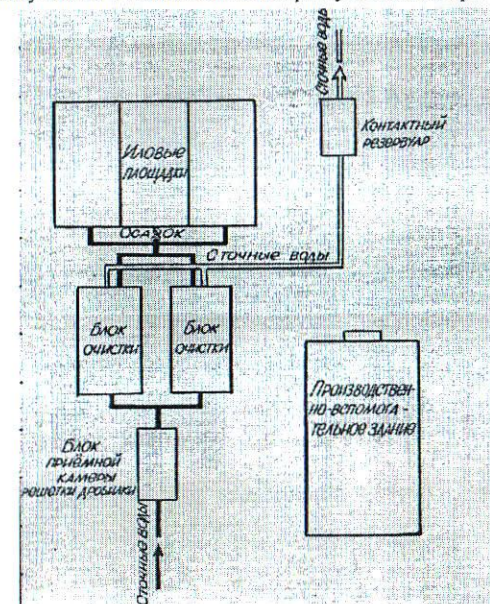 Сточные воды
Контактный
резервуар
Иловые
площадки
Осадок
Сточные воды
Блок
очистки
Блок
очистки
Производствен-
но-вспомога-
тельное здание
Блок
приёмной
камеры
решётки дробилки
Сточные воды